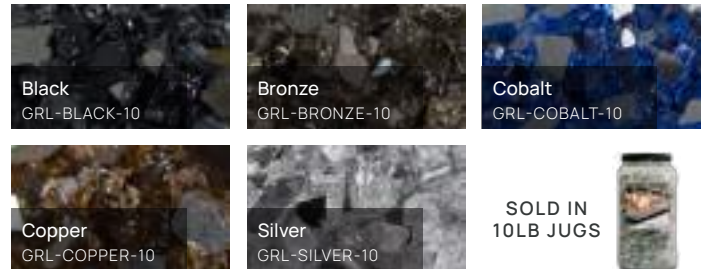 Black
GRL-BLACK-10
Bronze
GRL-BRONZE-10
Cobalt
GRL-COBALT-10
Copper
GRL-COPPER-10
Silver
GRL-SILVER-10
SOLD IN
10LB JUGS